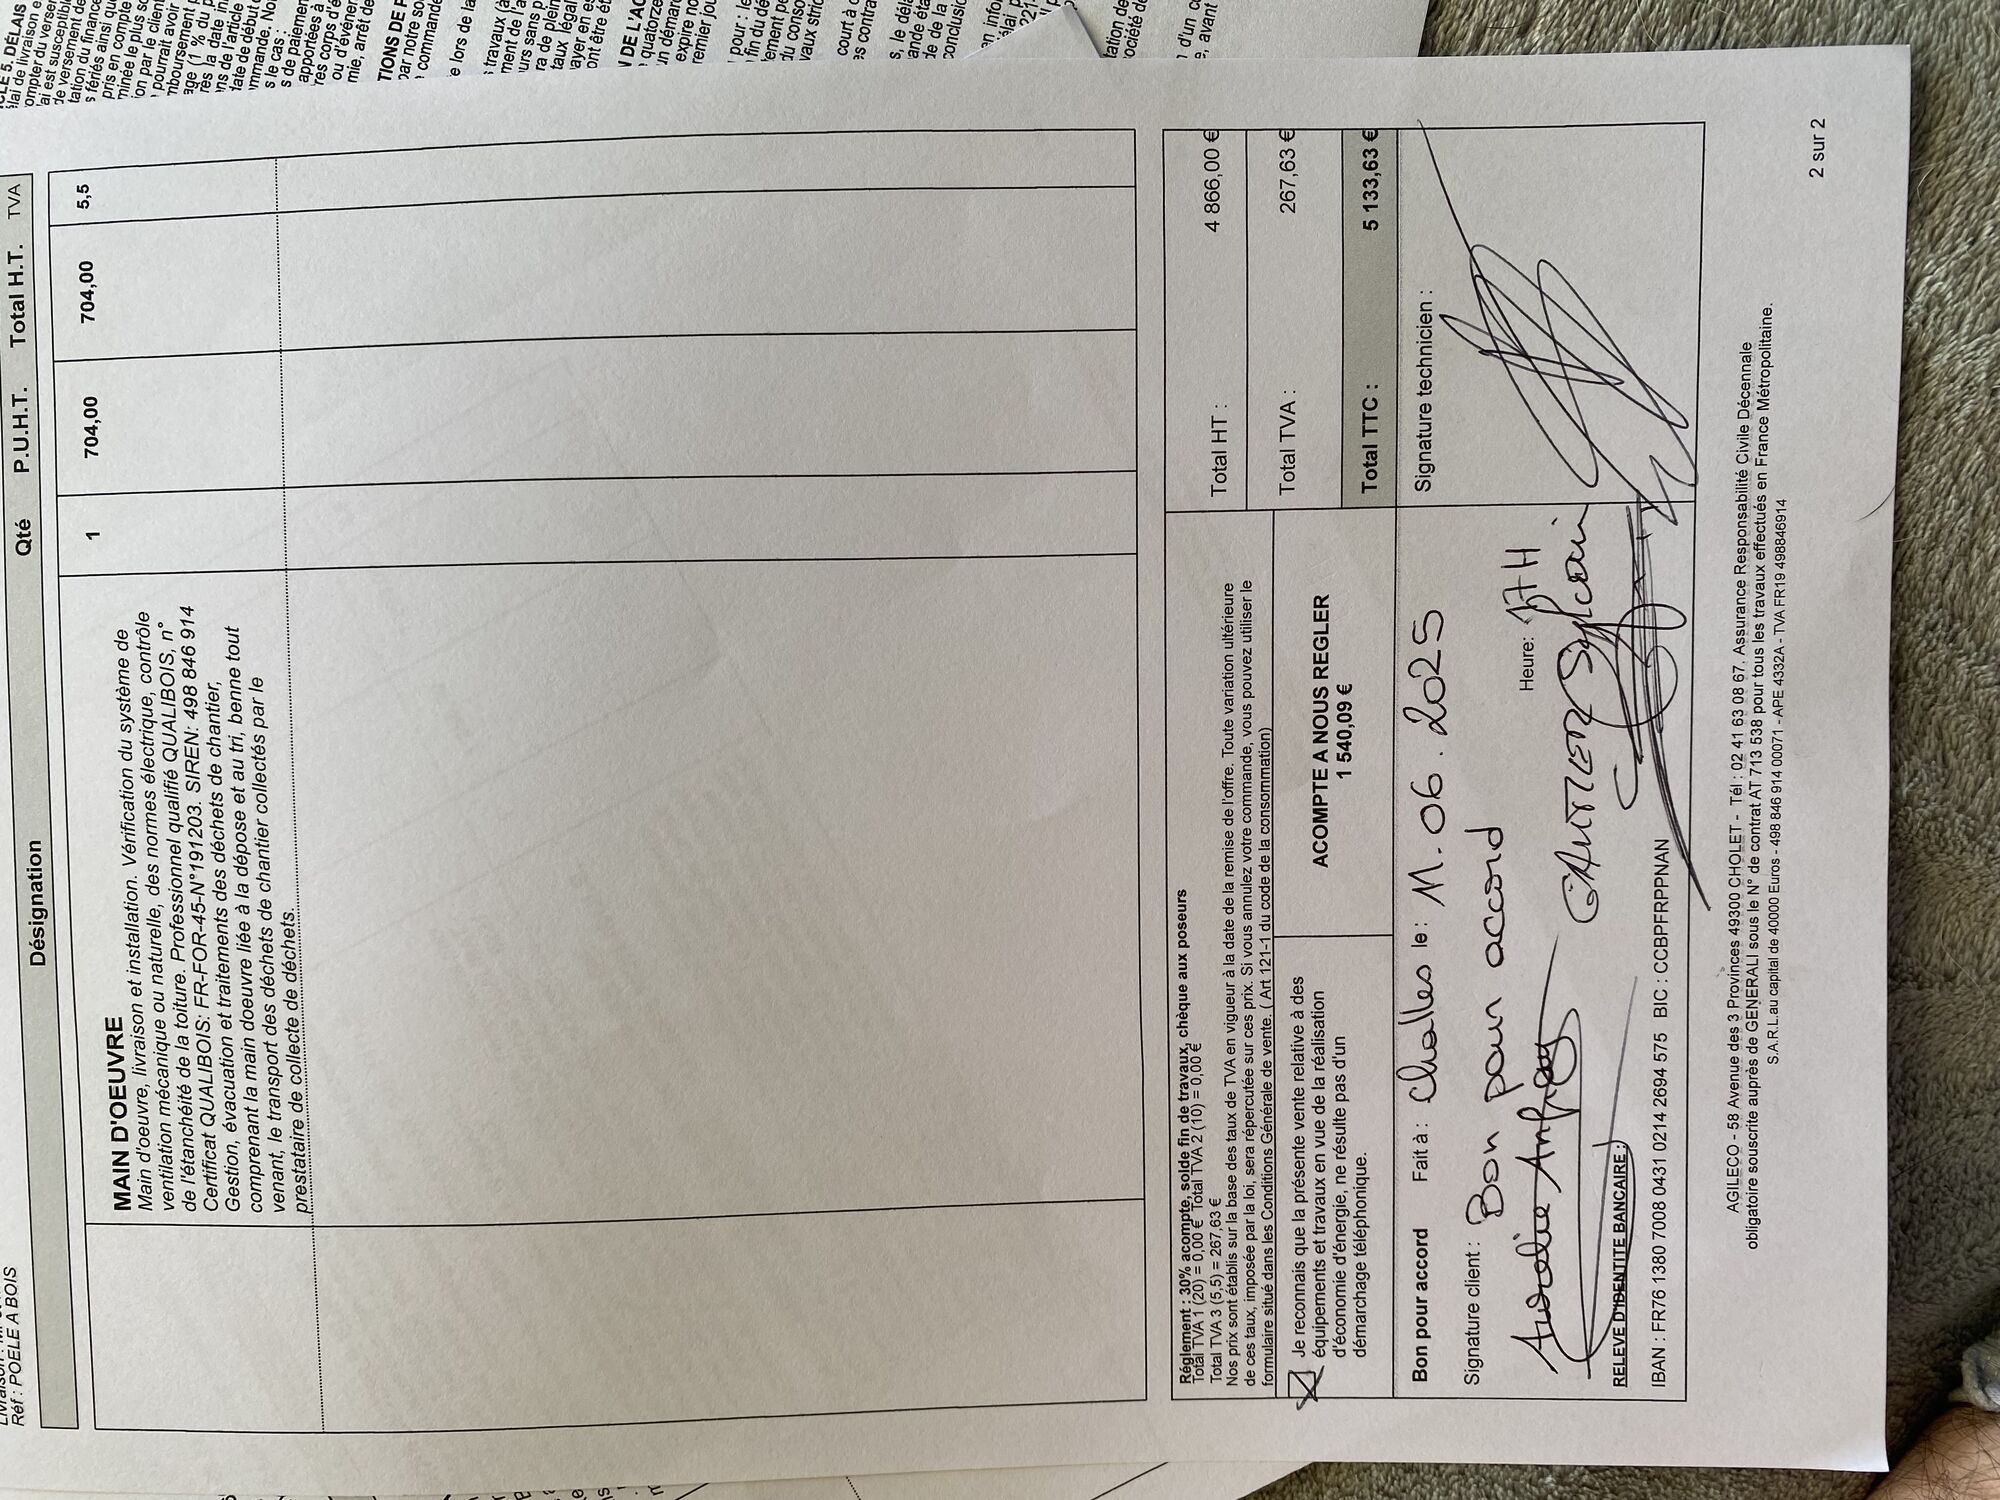 Réf : POELE A BOIS
Désignation Qté P.U.H.T. Total H.T. TVA
MAIN D'OEUVRE 1 704,00 704,00 5,5
Main d'oeuvre, livraison et installation. Vérification du système de
ventilation mécanique ou naturelle, des normes électrique, contrôle
de l'étanchéité de la toiture. Professionnel qualifié QUALIBOIS, n°
Certificat QUALIBOIS: FR-FOR-45-N°191203. SIREN: 498 846 914
Gestion, évacuation et traitements des déchets de chantier,
comprenant la main doeuvre liée à la dépose et au tri, benne tout
venant, le transport des déchets de chantier collectés par le
prestataire de collecte de déchets.
Réglement : 30% acompte, solde fin de travaux, chèque aux poseurs
Total TVA 1 (20) = 0,00 € Total TVA 2 (10) = 0,00 €
Total TVA 3 (5,5) = 267,63 €
Nos prix sont établis sur la base des taux de TVA en vigueur à la date de la remise de l'offre. Toute variation ultérieure
de ces taux, imposée par la loi, sera répercutée sur ces prix. Si vous annulez votre commande, vous pouvez utiliser le
formulaire situé dans les Conditions Générale de vente. ( Art 121-1 du code de la consommation)
Total HT : 4 866,00 €
Total TVA : 267,63 €
Total TTC : 5 133,63 €
Je reconnais que la présente vente relative à des
équipements et travaux en vue de la réalisation
d'économie d'énergie, ne résulte pas d'un
démarchage téléphonique.
ACOMPTE A NOUS REGLER
1 540,09 €
Bon pour accord Fait à : Challes le : 11.06.2025
Signature client : Bon pour accord Heure: 17H
Signature technicien :
Aurélie
RELEVE D'IDENTITE BANCAIRE :
IBAN : FR76 1380 7008 0431 0214 2694 575 BIC : CCBPFRPPNAN
AGILECO - 58 Avenue des 3 Provinces 49300 CHOLET - Tél : 02 41 63 08 67. Assurance Responsabilité Civile Décennale
obligatoire souscrite auprès de GENERALI sous le N° de contrat AT 713 538 pour tous les travaux effectués en France Métropolitaine.
S.A.R.L au capital de 40000 Euros - 498 846 914 00071 - APE 4332A - TVA FR19 498846914
2 sur 2